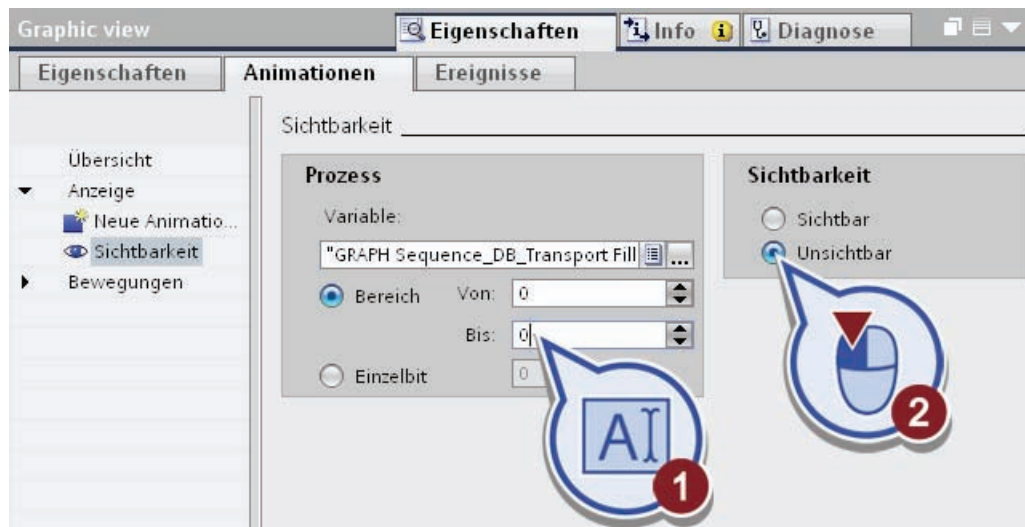 Graphic view
Eigenschaften
Info
Diagnose
Eigenschaften
Animationen
Ereignisse
Sichtbarkeit
Übersicht
Anzeige
Neue Animatio...
Sichtbarkeit
Bewegungen
Prozess
Variable:
"GRAPH Sequence_DB_Transport Fill ...
Bereich Von: 0
Bis: 0
Einzelbit 0
A
1
Sichtbarkeit
Sichtbar
Unsichtbar
2